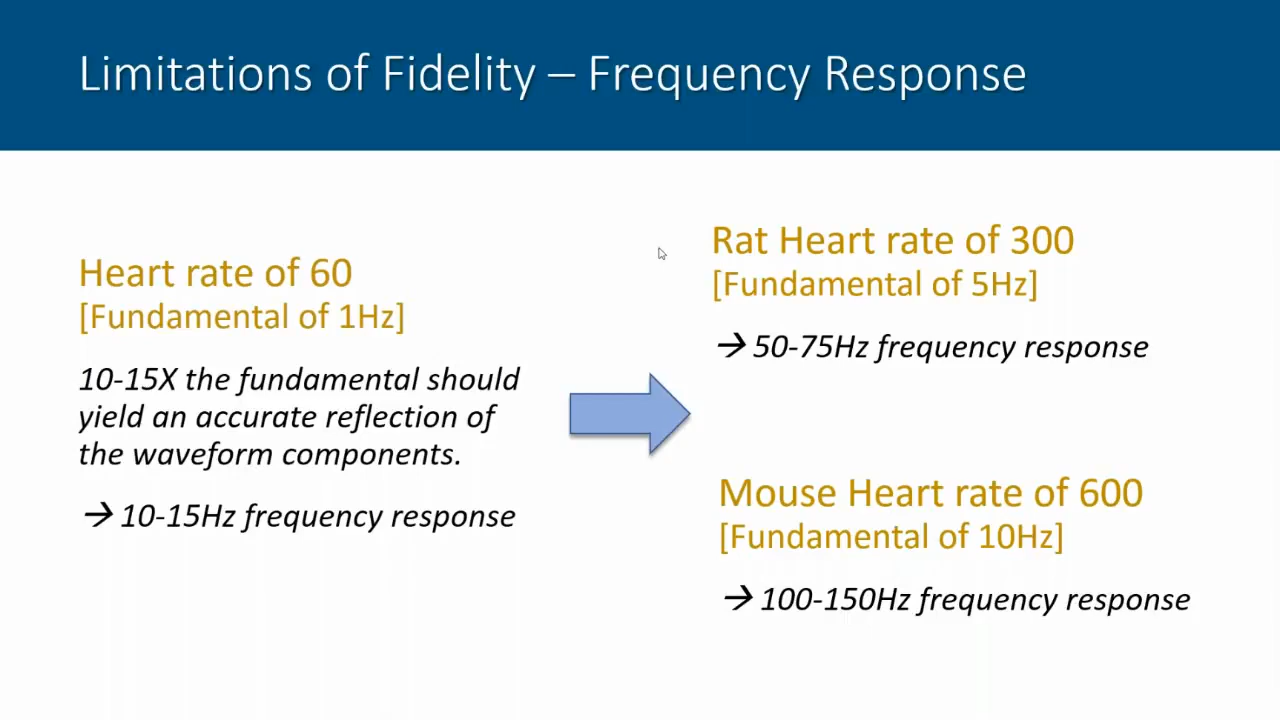 Limitations of Fidelity – Frequency Response
Heart rate of 60
[Fundamental of 1Hz]
10-15X the fundamental should
yield an accurate reflection of
the waveform components.
→ 10-15Hz frequency response
Rat Heart rate of 300
[Fundamental of 5Hz]
→ 50-75Hz frequency response
Mouse Heart rate of 600
[Fundamental of 10Hz]
→ 100-150Hz frequency response